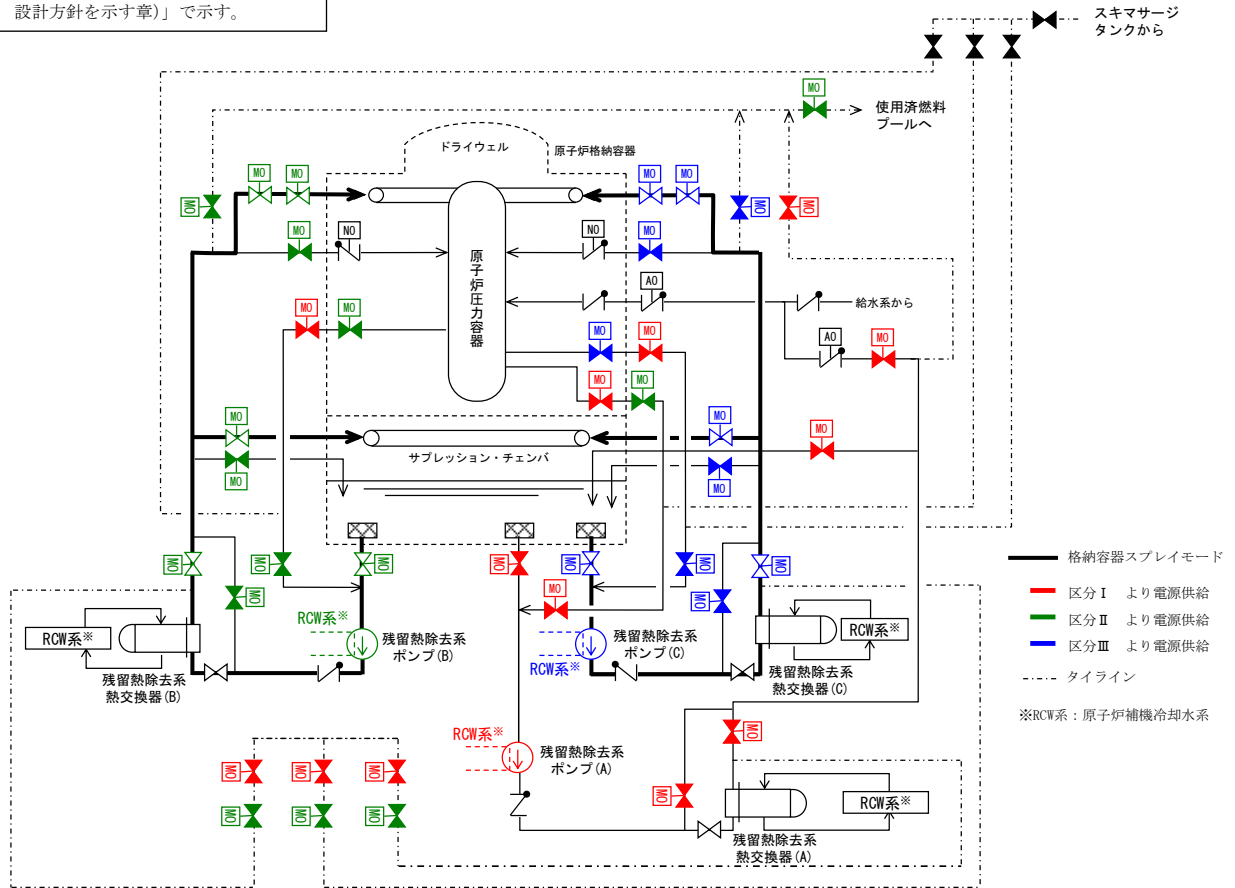 設計方針を示す章)」で示す。
スキマサージ
タンクから
MO
使用済燃料
プールへ
ドライウェル
原子炉格納容器
MO
MO
MO
MO
MO
MO
MO
MO
NO
NO
MO
原子炉圧力容器
AO
給水系から
MO
MO
MO
MO
AO
MO
MO
MO
MO
MO
MO
サプレッション・チェンバ
MO
MO
MO
MO
MO
MO
MO
MO
MO
MO
MO
MO
MO
格納容器スプレイモード
区分Ⅰ より電源供給
区分Ⅱ より電源供給
区分Ⅲ より電源供給
タイライン
※RCW系：原子炉補機冷却水系
RCW系※
RCW系※
残留熱除去系
ポンプ(B)
残留熱除去系
熱交換器(B)
RCW系※
残留熱除去系
ポンプ(C)
RCW系※
残留熱除去系
熱交換器(C)
RCW系※
残留熱除去系
ポンプ(A)
MO
MO
MO
MO
MO
MO
MO
MO
RCW系※
残留熱除去系
熱交換器(A)